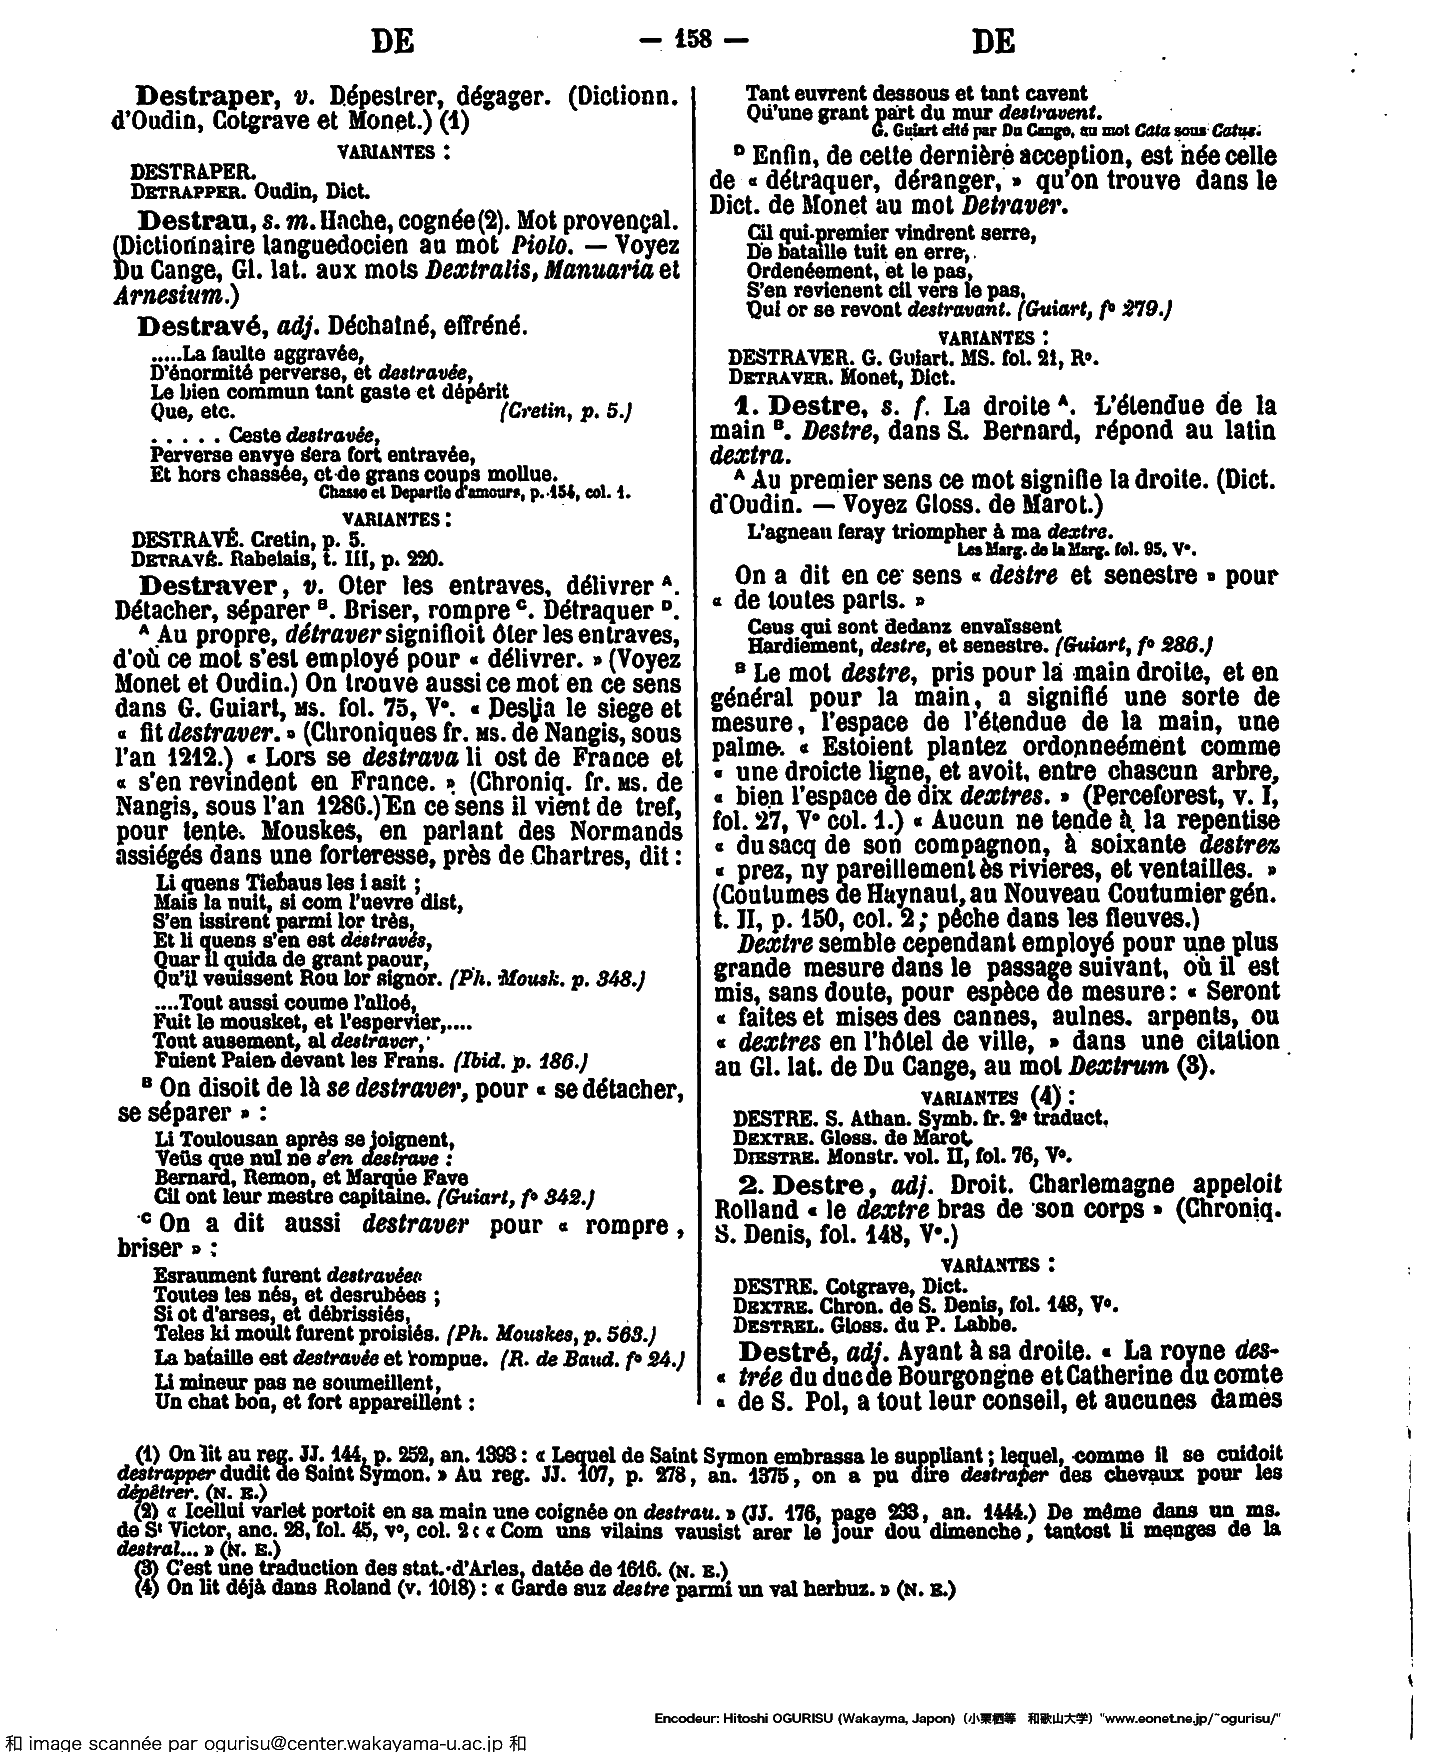 DE — 158 — DE
Destraper, v. Dépestrer, dégager. (Dictionn.
d'Oudin, Cotgrave et Monet.) (1)
VARIANTES :
DESTRAPER.
DETRAPPER. Oudin, Dict.
Destrau, s. m. Hache, cognée (2). Mot provençal.
(Dictionnaire languedocien au mot Piolo. — Voyez
Du Cange, Gl. lat. aux mots Dextralis, Manuaria et
Arnesium.)
Destravé, adj. Déchaîné, effréné.
.....La faulte aggravée,
D'énormité perverse, et destravée,
Le bien commun tant gaste et dépérit
Que, etc. (Cretin, p. 5.)
. . . . . Ceste destravée,
Perverse envye sera fort entravée,
Et hors chassée, et de grans coups mollue.
Chasse et Departie d'amours, p. 154, col. 1.
VARIANTES :
DESTRAVÉ. Cretin, p. 5.
DETRAVÉ. Rabelais, t. III, p. 220.
Destraver, v. Oter les entraves, délivrer A.
Détacher, séparer B. Briser, rompre C. Détraquer D.
A Au propre, détraver signifioit ôter les entraves,
d'où ce mot s'est employé pour « délivrer. » (Voyez
Monet et Oudin.) On trouve aussi ce mot en ce sens
dans G. Guiart, MS. fol. 75, V°. « Deslia le siege et
« fit destraver. » (Chroniques fr. MS. de Nangis, sous
l'an 1212.) « Lors se destrava li ost de France et
« s'en revindent en France. » (Chroniq. fr. MS. de
Nangis, sous l'an 1286.) En ce sens il vient de tref,
pour tente. Mouskes, en parlant des Normands
assiégés dans une forteresse, près de Chartres, dit :
Li quens Tiebaus les i asit ;
Mais la nuit, si com l'uevre dist,
S'en issirent parmi lor très,
Et li quens s'en est destravés,
Quar il quida de grant paour,
Qu'il venissent Rou lor signor. (Ph. Mousk. p. 348.)
....Tout aussi coume l'alloé,
Fuit le mousket, et l'espervier,....
Tout ausement, al destraver,
Fuient Paien devant les Frans. (Ibid. p. 186.)
B On disoit de là se destraver, pour « se détacher,
se séparer » :
Li Toulousan après se joignent,
Veüs que nul ne s'en destrave :
Bernard, Remon, et Marque Fave
Cil ont leur mestre capitaine. (Guiart, f° 342.)
C On a dit aussi destraver pour « rompre,
briser » :
Esraument furent destravées
Toutes les nés, et desrubées ;
Si ot d'arses, et débrissiés,
Teles ki moult furent proisiés. (Ph. Mouskes, p. 563.)
La bataille est destravée et rompue. (R. de Baud. f° 24.)
Li mineur pas ne soumeillent,
Un chat bon, et fort appareillent :
Tant euvrent dessous et tant cavent
Qu'une grant part du mur destravent.
G. Guiart cité par Du Cange, au mot Cata sous Catus.
D Enfin, de cette dernière acception, est née celle
de « détraquer, déranger, » qu'on trouve dans le
Dict. de Monet au mot Detraver.
Cil qui premier vindrent serre,
De bataille tuit en erre,
Ordenéement, et le pas,
S'en revienent cil vers le pas,
Qui or se revont destravant. (Guiart, f° 279.)
VARIANTES :
DESTRAVER. G. Guiart. MS. fol. 21, R°.
DETRAVER. Monet, Dict.
1. Destre, s. f. La droite A. L'étendue de la
main B. Destre, dans S. Bernard, répond au latin
dextra.
A Au premier sens ce mot signifie la droite. (Dict.
d'Oudin. — Voyez Gloss. de Marot.)
L'agneau feray triompher à ma dextre.
Les Marg. de la Marg. fol. 95, V°.
On a dit en ce sens « destre et senestre » pour
« de toutes parts. »
Ceus qui sont dedanz envaïssent
Hardiement, destre, et senestre. (Guiart, f° 286.)
B Le mot destre, pris pour la main droite, et en
général pour la main, a signifié une sorte de
mesure, l'espace de l'étendue de la main, une
palme. « Estoient plantez ordonneément comme
« une droicte ligne, et avoit, entre chascun arbre,
« bien l'espace de dix dextres. » (Perceforest, v. I,
fol. 27, V° col. 1.) « Aucun ne tende à la repentise
« du sacq de son compagnon, à soixante destrez
« prez, ny pareillement ès rivieres, et ventailles. »
(Coutumes de Haynaut, au Nouveau Coutumier gén.
t. II, p. 150, col. 2 ; pêche dans les fleuves.)
Dextre semble cependant employé pour une plus
grande mesure dans le passage suivant, où il est
mis, sans doute, pour espèce de mesure : « Seront
« faites et mises des cannes, aulnes. arpents, ou
« dextres en l'hôtel de ville, » dans une citation
au Gl. lat. de Du Cange, au mot Dextrum (3).
VARIANTES (4) :
DESTRE. S. Athan. Symb. fr. 2e traduct.
DEXTRE. Gloss. de Marot.
DIESTRE. Monstr. vol. II, fol. 76, V°.
2. Destre, adj. Droit. Charlemagne appeloit
Rolland « le dextre bras de son corps » (Chroniq.
S. Denis, fol. 148, V°.)
VARIANTES :
DESTRE. Cotgrave, Dict.
DEXTRE. Chron. de S. Denis, fol. 148, V°.
DESTREL. Gloss. du P. Labbe.
Destré, adj. Ayant à sa droite. « La royne des-
« trée du duc de Bourgongne et Catherine du comte
« de S. Pol, a tout leur conseil, et aucunes dames
(1) On lit au reg. JJ. 144, p. 252, an. 1393 : « Lequel de Saint Symon embrassa le suppliant ; lequel, comme il se cuidoit
destrapper dudit de Saint Symon. » Au reg. JJ. 107, p. 278, an. 1375, on a pu dire destraper des chevaux pour les
dépêtrer. (N. E.)
(2) « Icellui varlet portoit en sa main une coignée on destrau. » (JJ. 176, page 233, an. 1444.) De même dans un ms.
de St Victor, anc. 28, fol. 45, v°, col. 2 : « Com uns vilains vausist arer le jour dou dimenche, tantost li menges de la
destral... » (N. E.)
(3) C'est une traduction des stat. d'Arles, datée de 1616. (N. E.)
(4) On lit déjà dans Roland (v. 1018) : « Garde suz destre parmi un val herbuz. » (N. E.)
Encodeur: Hitoshi OGURISU (Wakayma, Japon) (小栗栖等 和歌山大学) "www.eonet.ne.jp/~ogurisu/"
和 image scannée par ogurisu@center.wakayama-u.ac.jp 和